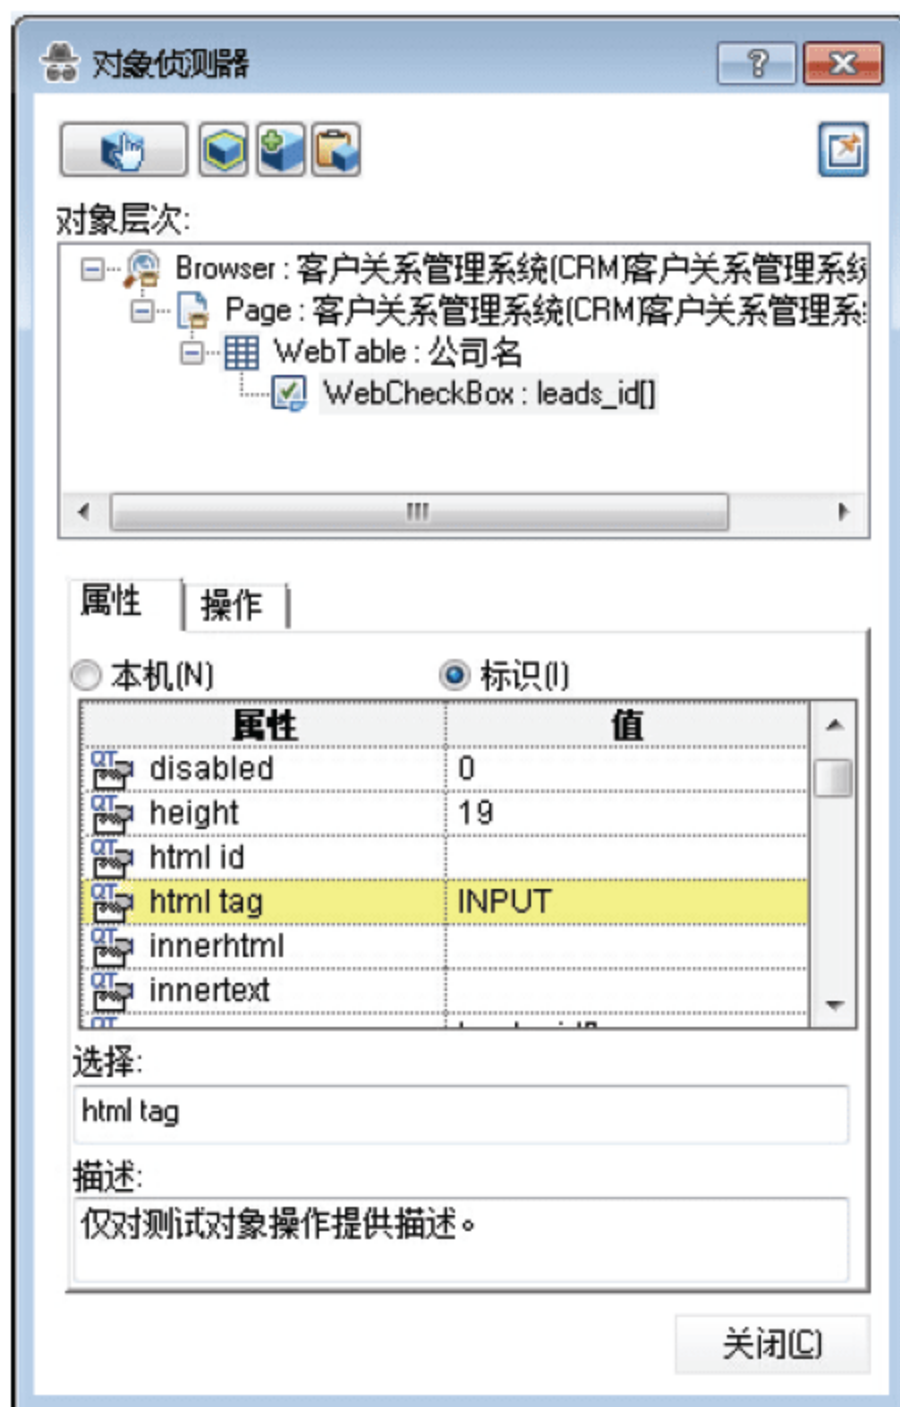 对象侦测器
对象层次:
Browser : 客户关系管理系统(CRM)客户关系管理系统
Page : 客户关系管理系统(CRM)客户关系管理系
WebTable : 公司名
WebCheckBox : leads_id[]
属性 操作
本机(N) 标识(I)
属性 值
disabled 0
height 19
html id
html tag INPUT
innerhtml
innertext
选择:
html tag
描述:
仅对测试对象操作提供描述。
关闭(C)